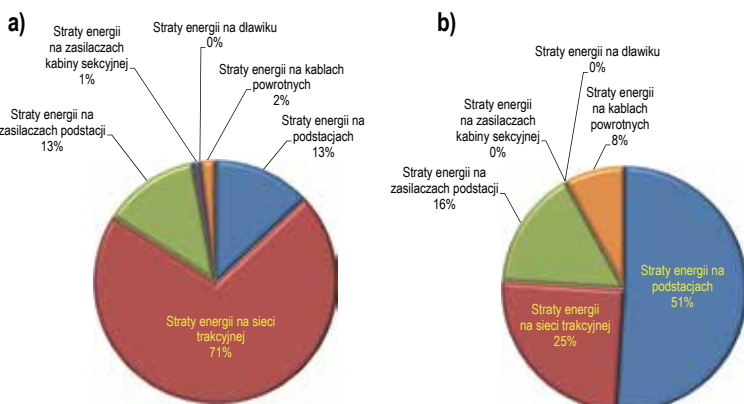 a)
Straty energii na dławiku
0%
Straty energii
na zasilaczach
kabiny sekcyjnej
1%
Straty energii na kablach
powrotnych
2%
Straty energii na
zasilaczach podstacji
13%
Straty energii na
podstacjach
13%
Straty energii na sieci
trakcyjnej
71%
b)
Straty energii na dławiku
0%
Straty energii
na zasilaczach
kabiny sekcyjnej
0%
Straty energii
na kablach
powrotnych
8%
Straty energii na
zasilaczach podstacji
16%
Straty energii na
podstacjach
51%
Straty energii
na sieci trakcyjnej
25%